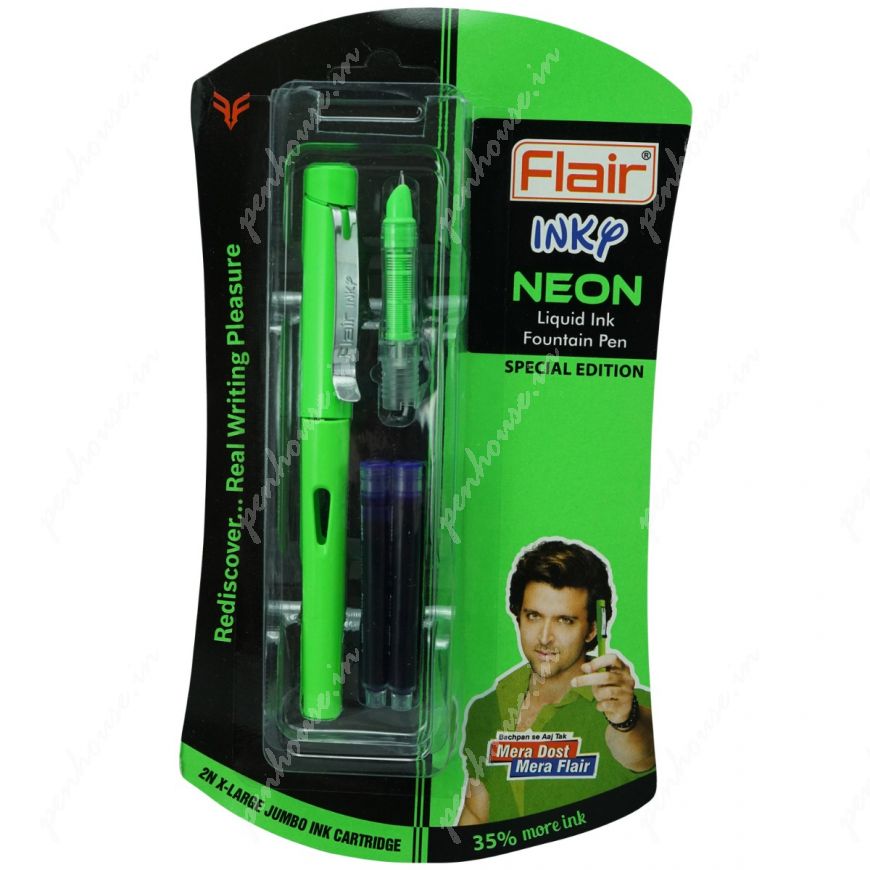 Flair®
INKY
NEON
Liquid Ink
Fountain Pen
SPECIAL EDITION
Rediscover... Real Writing Pleasure
Flair INKY
Bachpan se Aaj Tak
Mera Dost
Mera Flair
2N X-LARGE JUMBO INK CARTRIDGE
35% more ink
penhouse.in